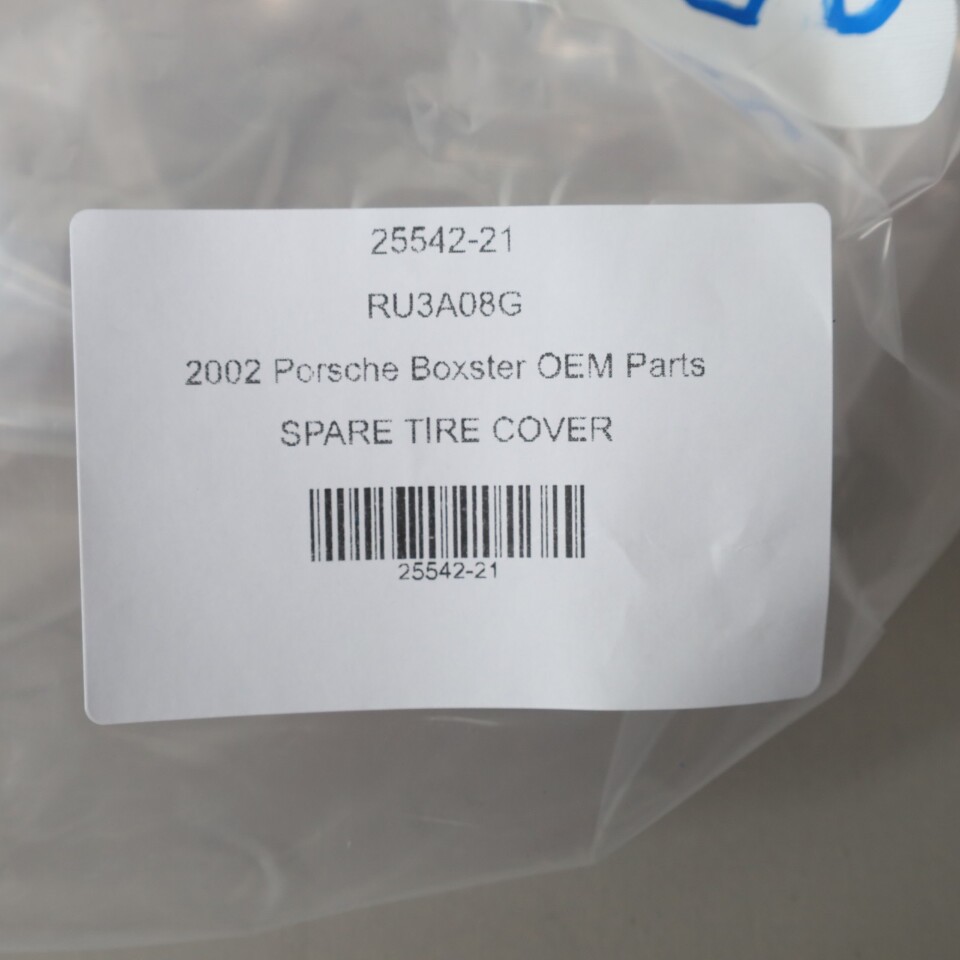 25542-21
RU3A08G
2002 Porsche Boxster OEM Parts
SPARE TIRE COVER
25542-21